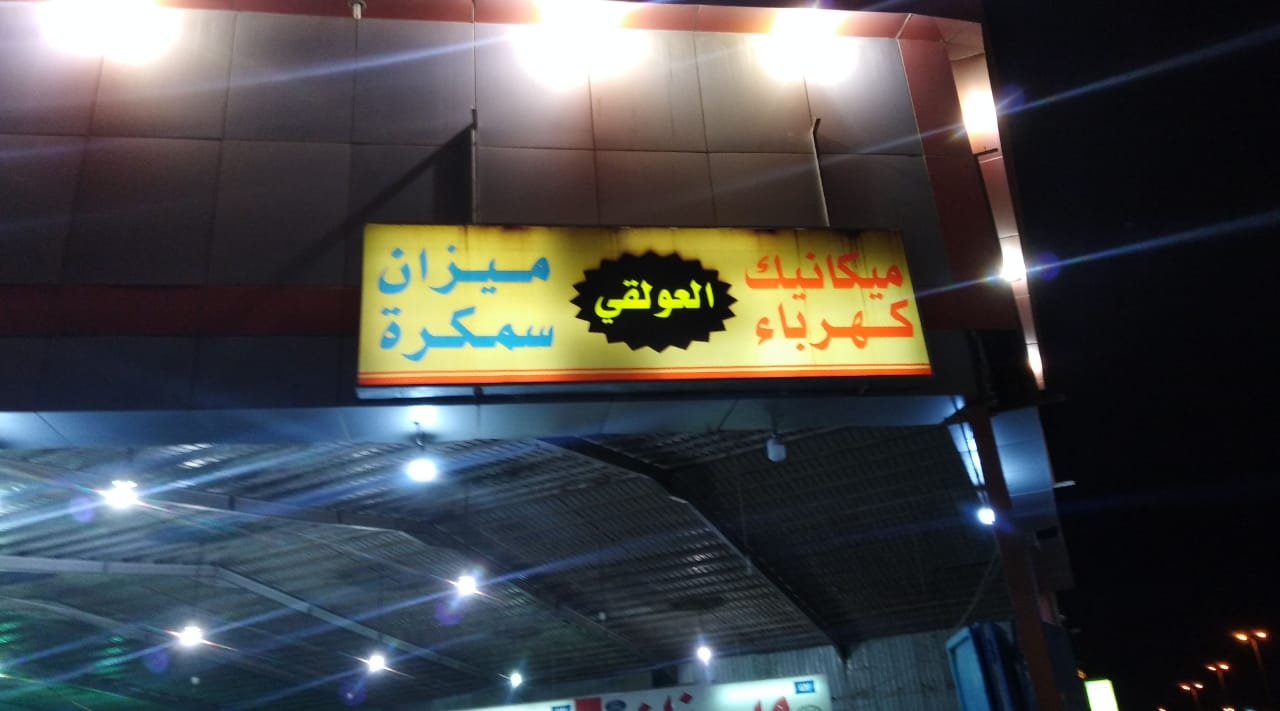 ميكانيك
كهرباء
العولقي
ميزان
سمكرة